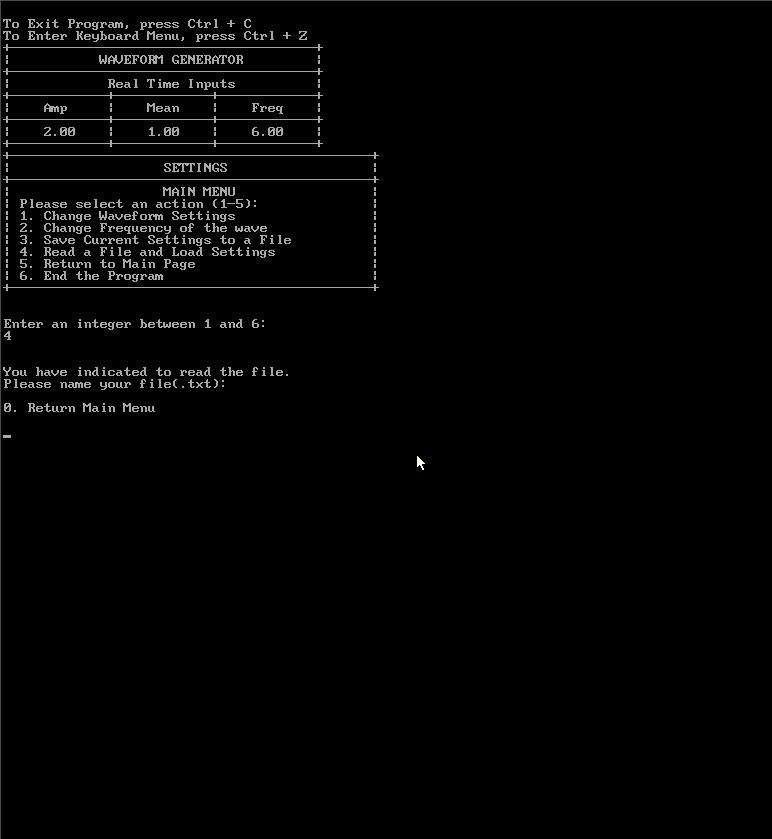 To Exit Program, press Ctrl + C
To Enter Keyboard Menu, press Ctrl + Z
WAVEFORM GENERATOR
Real Time Inputs
Amp Mean Freq
2.00 1.00 6.00
SETTINGS
MAIN MENU
Please select an action (1-5):
1. Change Waveform Settings
2. Change Frequency of the wave
3. Save Current Settings to a File
4. Read a File and Load Settings
5. Return to Main Page
6. End the Program
Enter an integer between 1 and 6:
4
You have indicated to read the file.
Please name your file(.txt):
0. Return Main Menu